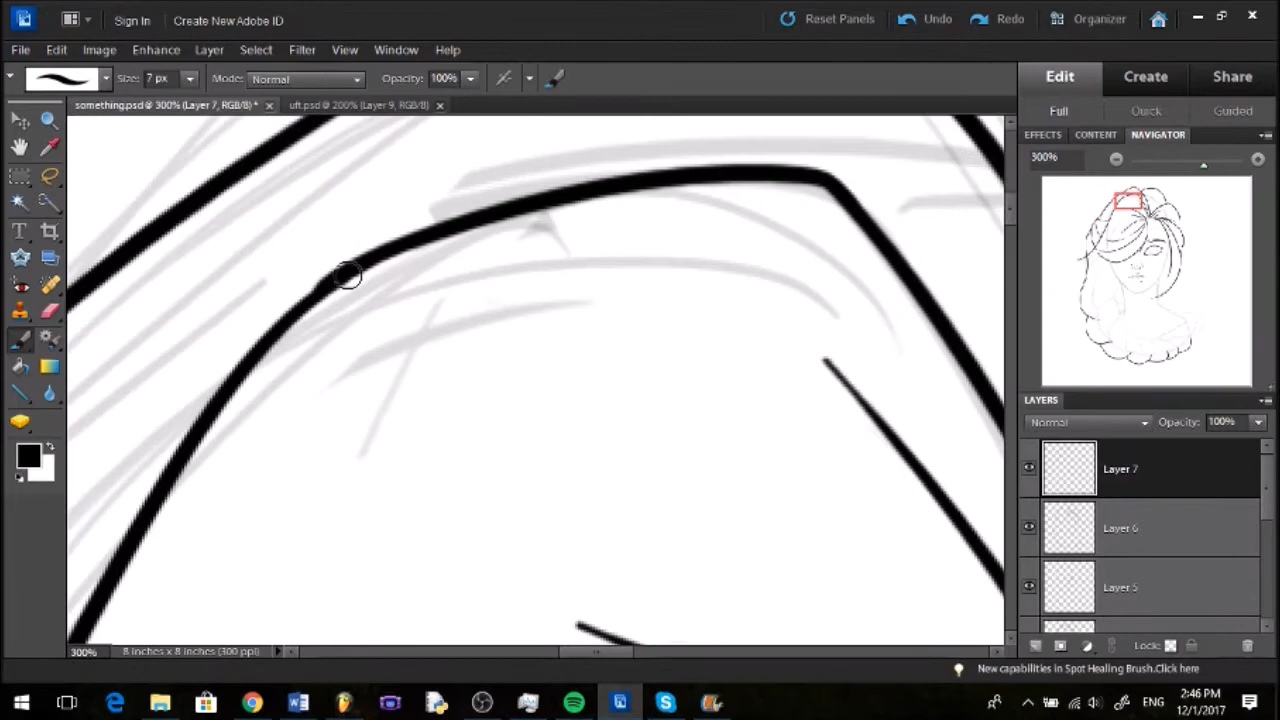 Sign In
Create New Adobe ID
Reset Panels
Undo
Redo
Organizer
File Edit Image Enhance Layer Select Filter View Window Help
Size: 7 px
Mode: Normal
Opacity: 100%
Edit
Create
Share
something.psd @ 300% (Layer 7, RGB/8) *
uft.psd @ 200% (Layer 9, RGB/8)
Full
Quick
Guided
EFFECTS
CONTENT
NAVIGATOR
300%
LAYERS
Normal
Opacity: 100%
Layer 7
Layer 6
Layer 5
300%
8 inches x 8 inches (300 ppi)
Lock:
New capabilities in Spot Healing Brush.Click here
ENG
2:46 PM
12/1/2017